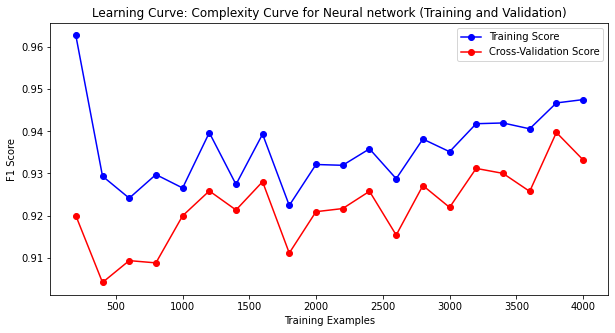 Learning Curve: Complexity Curve for Neural network (Training and Validation)
Training Score
Cross-Validation Score
F1 Score
0.96
0.95
0.94
0.93
0.92
0.91
500
1000
1500
2000
2500
3000
3500
4000
Training Examples